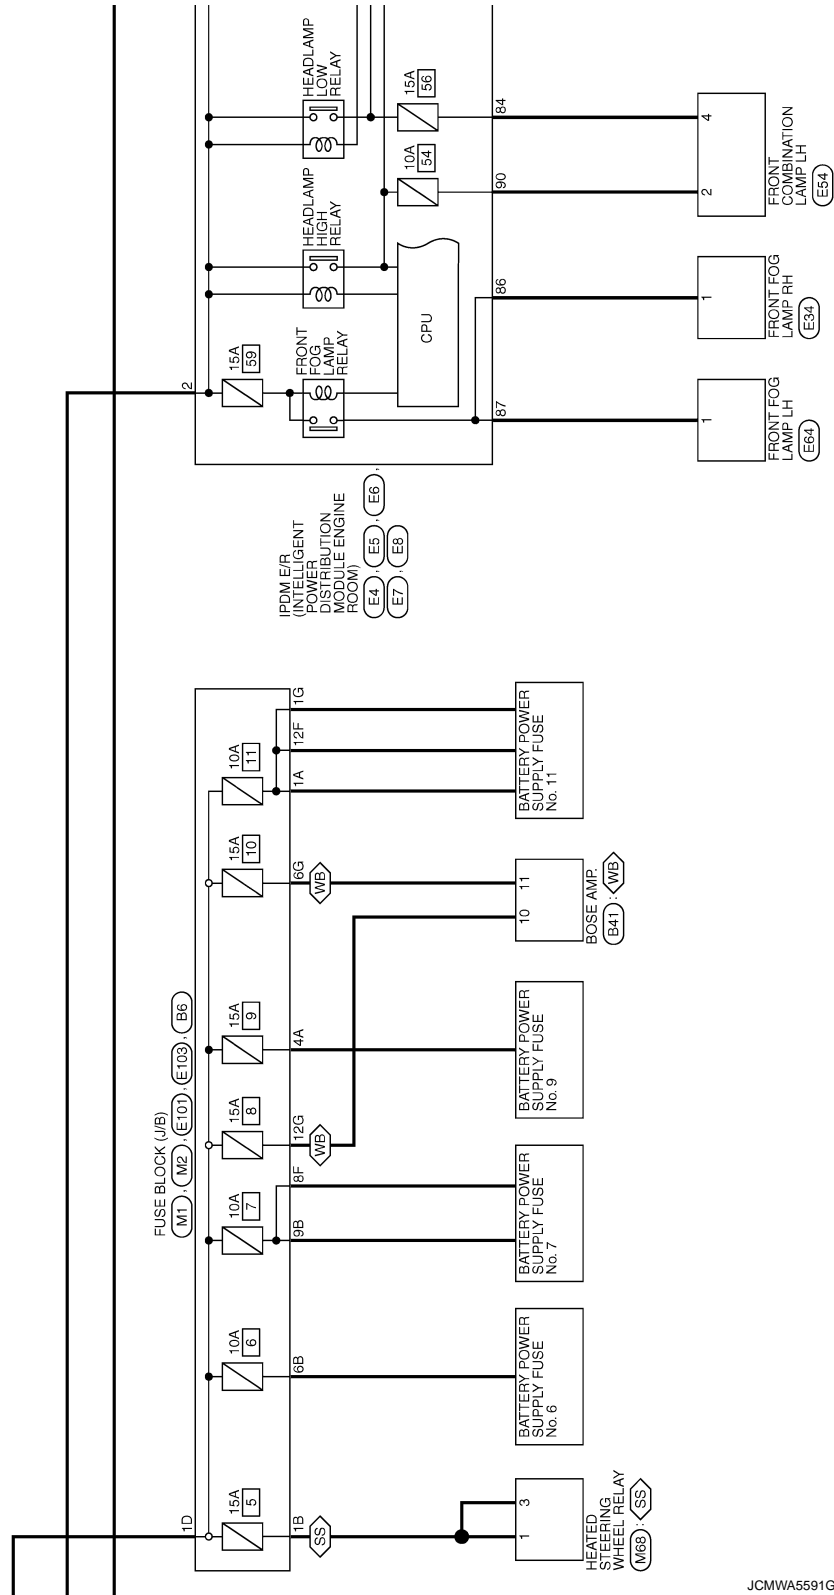 HEADLAMP
LOW
RELAY
15A
56
84
4
10A
54
90
2
FRONT
COMBINATION
LAMP LH
E54
HEADLAMP
HIGH
RELAY
CPU
86
1
FRONT FOG
LAMP RH
E34
2
15A
59
FRONT
FOG
LAMP
RELAY
87
1
FRONT FOG
LAMP LH
E64
IPDM E/R
(INTELLIGENT
POWER
DISTRIBUTION
MODULE ENGINE
ROOM)
E4 , E5 , E6 ,
E7 , E8
FUSE BLOCK (J/B)
M1 , M2 , E101 , E103 , B6
10A
11
1A
12F
1G
BATTERY POWER
SUPPLY FUSE
No. 11
15A
10
6G
WB
11
10
BOSE AMP.
B41 : WB
15A
9
4A
BATTERY POWER
SUPPLY FUSE
No. 9
15A
8
12G
WB
10A
7
9B
8F
BATTERY POWER
SUPPLY FUSE
No. 7
10A
6
6B
BATTERY POWER
SUPPLY FUSE
No. 6
1D
15A
5
1B
SS
1
3
HEATED
STEERING
WHEEL RELAY
M68 : SS
JCMWA5591G